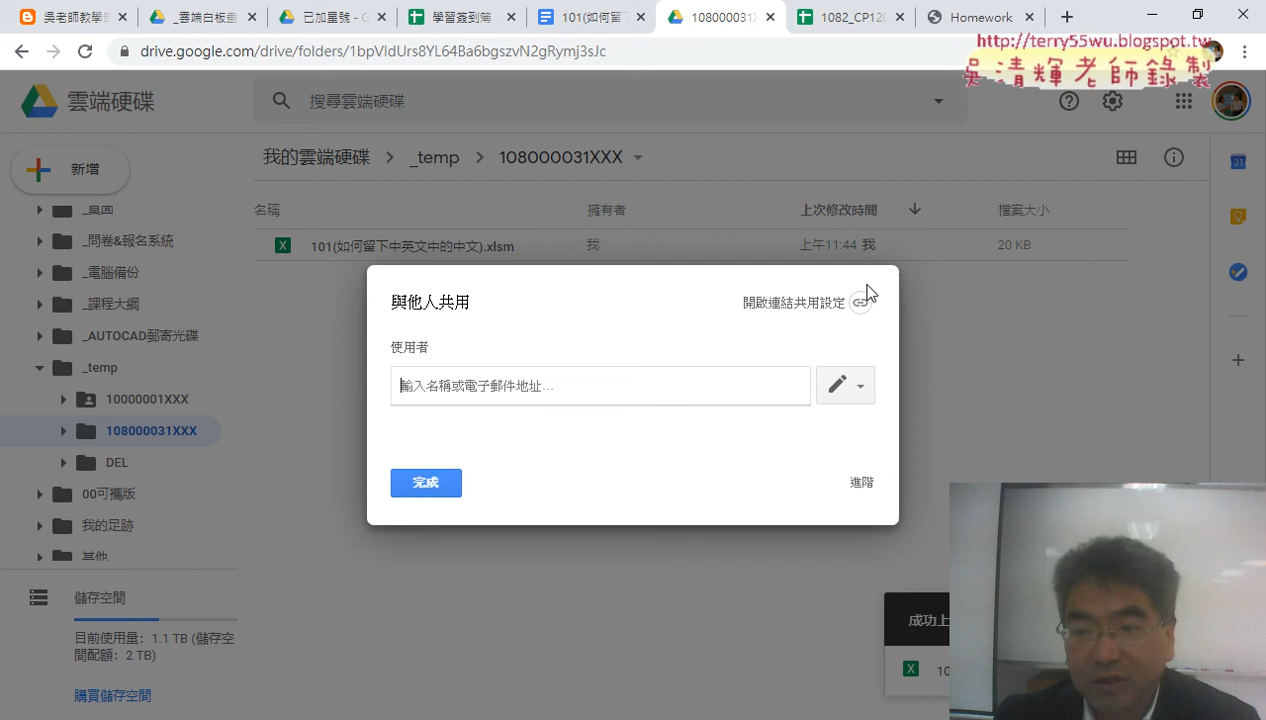 吳老師教學
_雲端白板畫
已加星號 - G
學習簽到簿 -
101(如何留下
108000031X
1082_CP120
Homework
drive.google.com/drive/folders/1bpVldUrs8YL64Ba6bgszvN2gRymj3sJc
http://terry55wu.blogspot.tw
吳清輝老師錄製
雲端硬碟
搜尋雲端硬碟
新增
我的雲端硬碟 > _temp > 108000031XXX
名稱 擁有者 上次修改時間 檔案大小
101(如何留下中英文中的中文).xlsm 我 上午11:44 我 20 KB
_桌面
_問卷&報名系統
_電腦備份
_課程大綱
_AUTOCAD郵寄光碟
_temp
10000001XXX
108000031XXX
DEL
00可攜版
我的足跡
其他
儲存空間
目前使用量：1.1 TB (儲存空
間配額：2 TB)
購買儲存空間
與他人共用
開啟連結共用設定
使用者
輸入名稱或電子郵件地址...
完成
進階
成功上
10
31